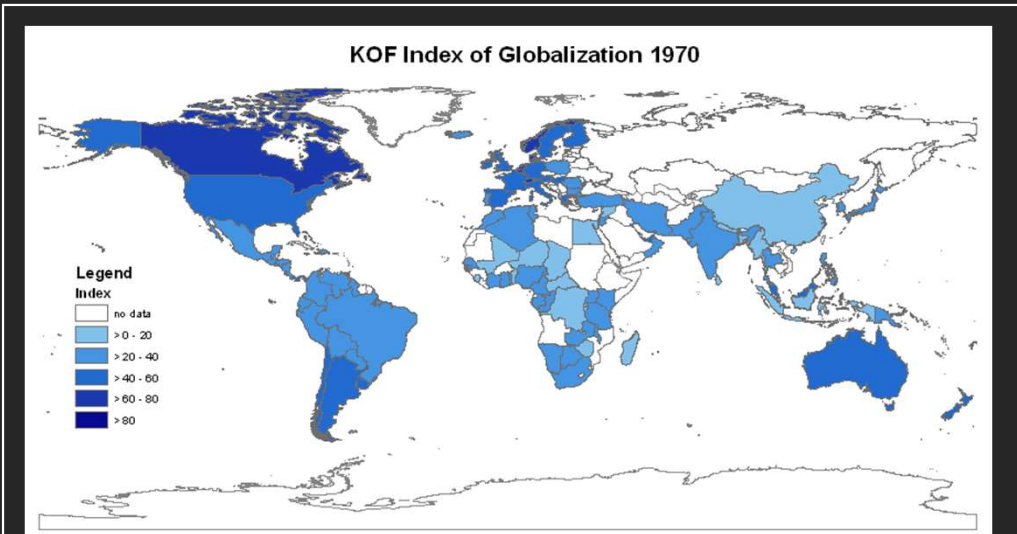 KOF Index of Globalization 1970
Legend
Index
no data
>0 - 20
>20 - 40
>40 - 60
>60 - 80
>80